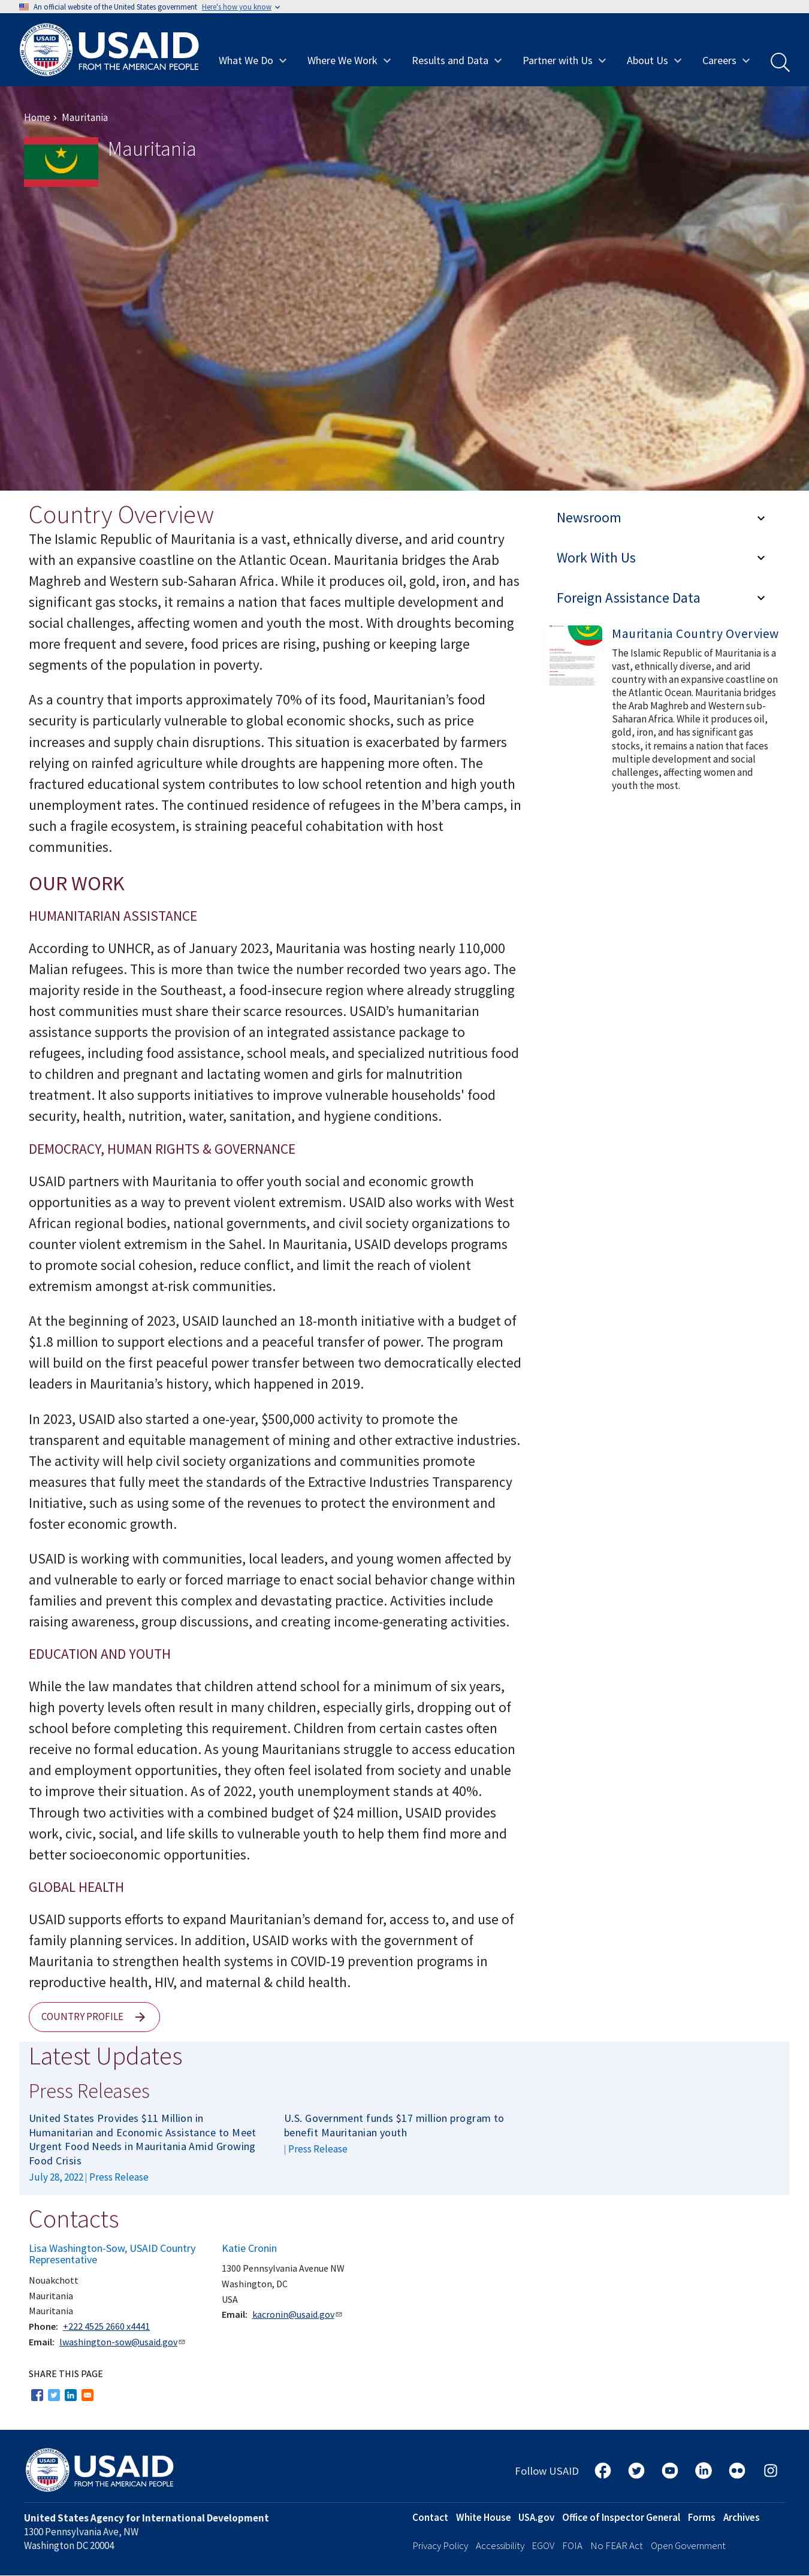 An official website of the United States government Here's how you know
USAID
FROM THE AMERICAN PEOPLE
What We Do
Where We Work
Results and Data
Partner with Us
About Us
Careers
Home
Mauritania
Mauritania
Country Overview
The Islamic Republic of Mauritania is a vast, ethnically diverse, and arid country
with an expansive coastline on the Atlantic Ocean. Mauritania bridges the Arab
Maghreb and Western sub-Saharan Africa. While it produces oil, gold, iron, and has
significant gas stocks, it remains a nation that faces multiple development and
social challenges, affecting women and youth the most. With droughts becoming
more frequent and severe, food prices are rising, pushing or keeping large
segments of the population in poverty.
As a country that imports approximately 70% of its food, Mauritanian’s food
security is particularly vulnerable to global economic shocks, such as price
increases and supply chain disruptions. This situation is exacerbated by farmers
relying on rainfed agriculture while droughts are happening more often. The
fractured educational system contributes to low school retention and high youth
unemployment rates. The continued residence of refugees in the M’bera camps, in
such a fragile ecosystem, is straining peaceful cohabitation with host
communities.
OUR WORK
HUMANITARIAN ASSISTANCE
According to UNHCR, as of January 2023, Mauritania was hosting nearly 110,000
Malian refugees. This is more than twice the number recorded two years ago. The
majority reside in the Southeast, a food-insecure region where already struggling
host communities must share their scarce resources. USAID’s humanitarian
assistance supports the provision of an integrated assistance package to
refugees, including food assistance, school meals, and specialized nutritious food
to children and pregnant and lactating women and girls for malnutrition
treatment. It also supports initiatives to improve vulnerable households' food
security, health, nutrition, water, sanitation, and hygiene conditions.
DEMOCRACY, HUMAN RIGHTS & GOVERNANCE
USAID partners with Mauritania to offer youth social and economic growth
opportunities as a way to prevent violent extremism. USAID also works with West
African regional bodies, national governments, and civil society organizations to
counter violent extremism in the Sahel. In Mauritania, USAID develops programs
to promote social cohesion, reduce conflict, and limit the reach of violent
extremism amongst at-risk communities.
At the beginning of 2023, USAID launched an 18-month initiative with a budget of
$1.8 million to support elections and a peaceful transfer of power. The program
will build on the first peaceful power transfer between two democratically elected
leaders in Mauritania’s history, which happened in 2019.
In 2023, USAID also started a one-year, $500,000 activity to promote the
transparent and equitable management of mining and other extractive industries.
The activity will help civil society organizations and communities promote
measures that fully meet the standards of the Extractive Industries Transparency
Initiative, such as using some of the revenues to protect the environment and
foster economic growth.
USAID is working with communities, local leaders, and young women affected by
and vulnerable to early or forced marriage to enact social behavior change within
families and prevent this complex and devastating practice. Activities include
raising awareness, group discussions, and creating income-generating activities.
EDUCATION AND YOUTH
While the law mandates that children attend school for a minimum of six years,
high poverty levels often result in many children, especially girls, dropping out of
school before completing this requirement. Children from certain castes often
receive no formal education. As young Mauritanians struggle to access education
and employment opportunities, they often feel isolated from society and unable
to improve their situation. As of 2022, youth unemployment stands at 40%.
Through two activities with a combined budget of $24 million, USAID provides
work, civic, social, and life skills to vulnerable youth to help them find more and
better socioeconomic opportunities.
GLOBAL HEALTH
USAID supports efforts to expand Mauritanian’s demand for, access to, and use of
family planning services. In addition, USAID works with the government of
Mauritania to strengthen health systems in COVID-19 prevention programs in
reproductive health, HIV, and maternal & child health.
COUNTRY PROFILE
Newsroom
Work With Us
Foreign Assistance Data
Mauritania Country Overview
The Islamic Republic of Mauritania is a
vast, ethnically diverse, and arid
country with an expansive coastline on
the Atlantic Ocean. Mauritania bridges
the Arab Maghreb and Western sub-
Saharan Africa. While it produces oil,
gold, iron, and has significant gas
stocks, it remains a nation that faces
multiple development and social
challenges, affecting women and
youth the most.
Latest Updates
Press Releases
United States Provides $11 Million in
Humanitarian and Economic Assistance to Meet
Urgent Food Needs in Mauritania Amid Growing
Food Crisis
July 28, 2022 | Press Release
U.S. Government funds $17 million program to
benefit Mauritanian youth
| Press Release
Contacts
Lisa Washington-Sow, USAID Country
Representative
Nouakchott
Mauritania
Mauritania
Phone: +222 4525 2660 x4441
Email: lwashington-sow@usaid.gov
Katie Cronin
1300 Pennsylvania Avenue NW
Washington, DC
USA
Email: kacronin@usaid.gov
SHARE THIS PAGE
USAID
FROM THE AMERICAN PEOPLE
Follow USAID
United States Agency for International Development
1300 Pennsylvania Ave, NW
Washington DC 20004
Contact White House USA.gov Office of Inspector General Forms Archives
Privacy Policy Accessibility EGOV FOIA No FEAR Act Open Government